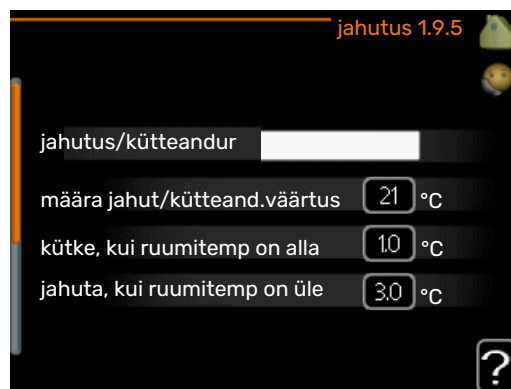 jahutus 1.9.5
jahutus/kütteandur
määra jahut/kütteand.väärtus 21 °C
kütke, kui ruumitemp on alla 1.0 °C
jahuta, kui ruumitemp on üle 3.0 °C
?